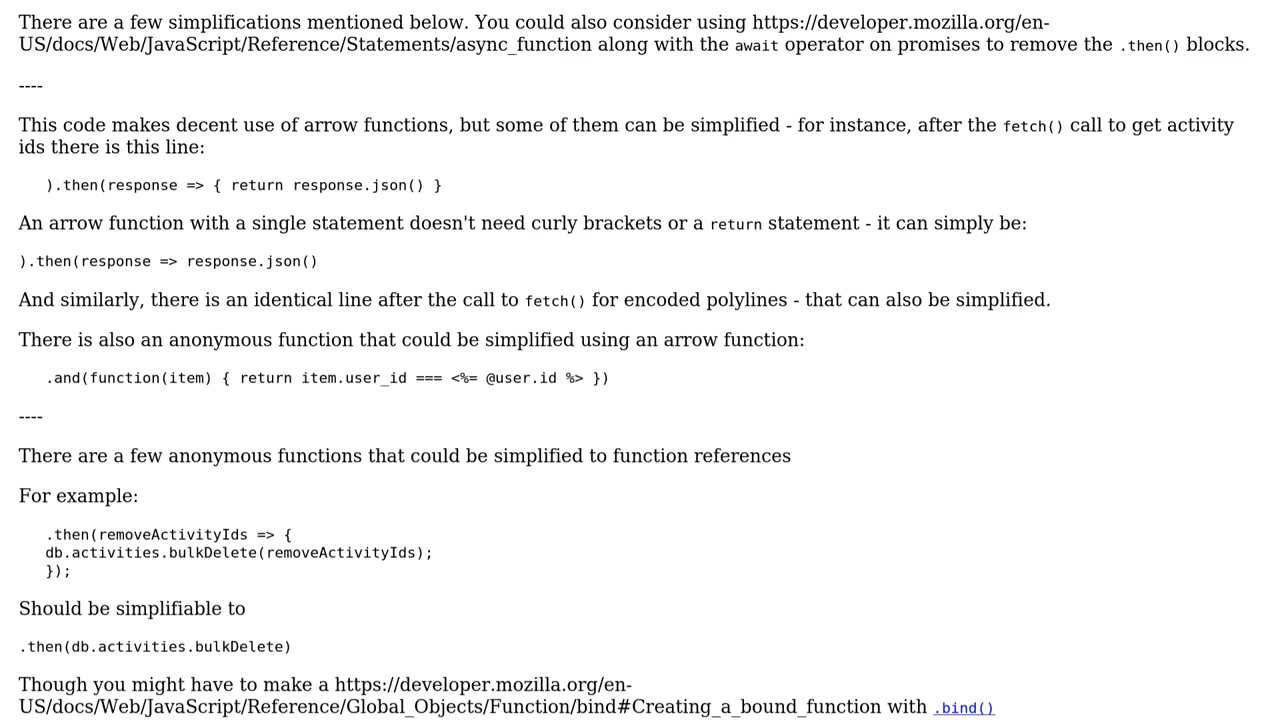 There are a few simplifications mentioned below. You could also consider using https://developer.mozilla.org/en-
US/docs/Web/JavaScript/Reference/Statements/async_function along with the await operator on promises to remove the .then() blocks.
----
This code makes decent use of arrow functions, but some of them can be simplified - for instance, after the fetch() call to get activity
ids there is this line:
).then(response => { return response.json() }
An arrow function with a single statement doesn't need curly brackets or a return statement - it can simply be:
).then(response => response.json()
And similarly, there is an identical line after the call to fetch() for encoded polylines - that can also be simplified.
There is also an anonymous function that could be simplified using an arrow function:
.and(function(item) { return item.user_id === <%= @user.id %> })
----
There are a few anonymous functions that could be simplified to function references
For example:
.then(removeActivityIds => {
db.activities.bulkDelete(removeActivityIds);
});
Should be simplifiable to
.then(db.activities.bulkDelete)
Though you might have to make a https://developer.mozilla.org/en-
US/docs/Web/JavaScript/Reference/Global_Objects/Function/bind#Creating_a_bound_function with .bind()